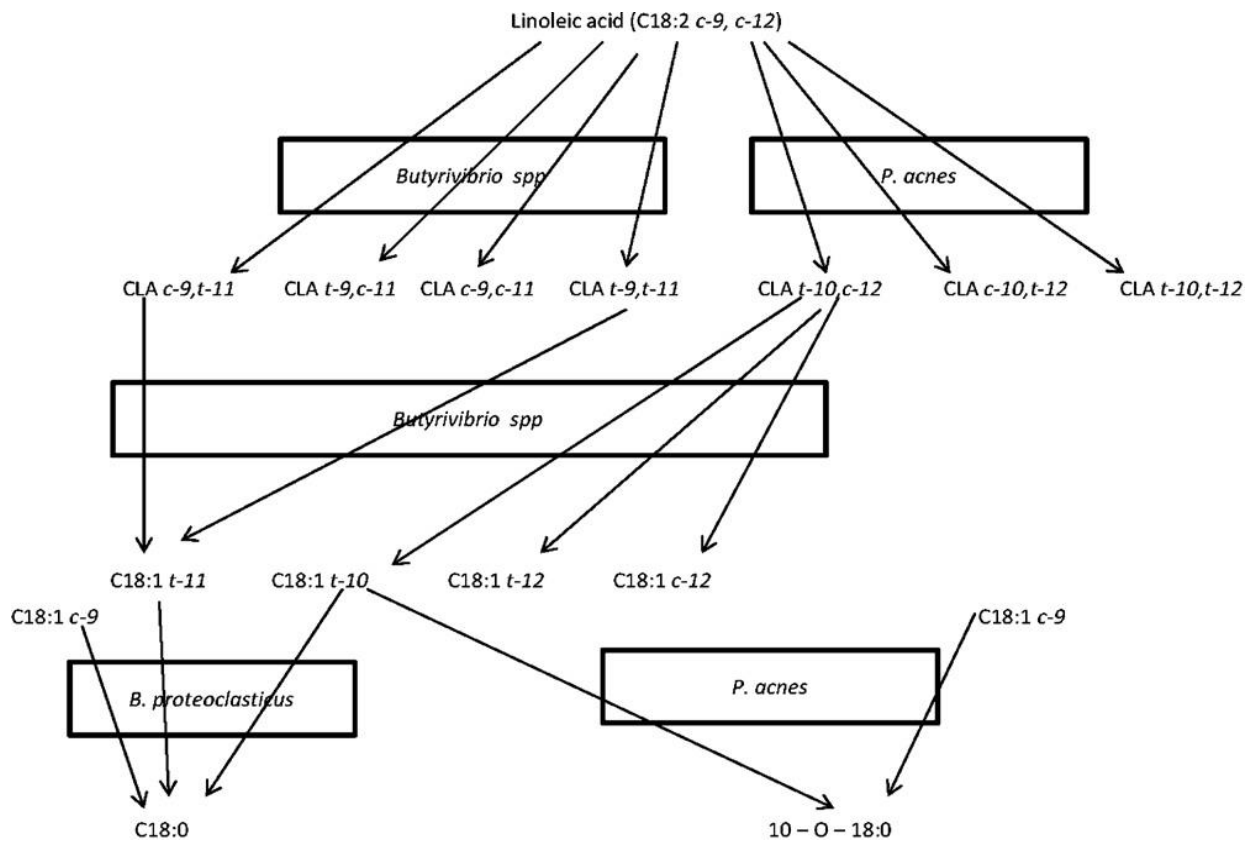 Linoleic acid (C18:2 c-9, c-12)
Butyrivibrio spp
P. acnes
CLA c-9,t-11
CLA t-9,c-11
CLA c-9,c-11
CLA t-9,t-11
CLA t-10,c-12
CLA c-10,t-12
CLA t-10,t-12
Butyrivibrio spp
C18:1 t-11
C18:1 t-10
C18:1 t-12
C18:1 c-12
C18:1 c-9
C18:1 c-9
B. proteoclasticus
P. acnes
C18:0
10 – O – 18:0